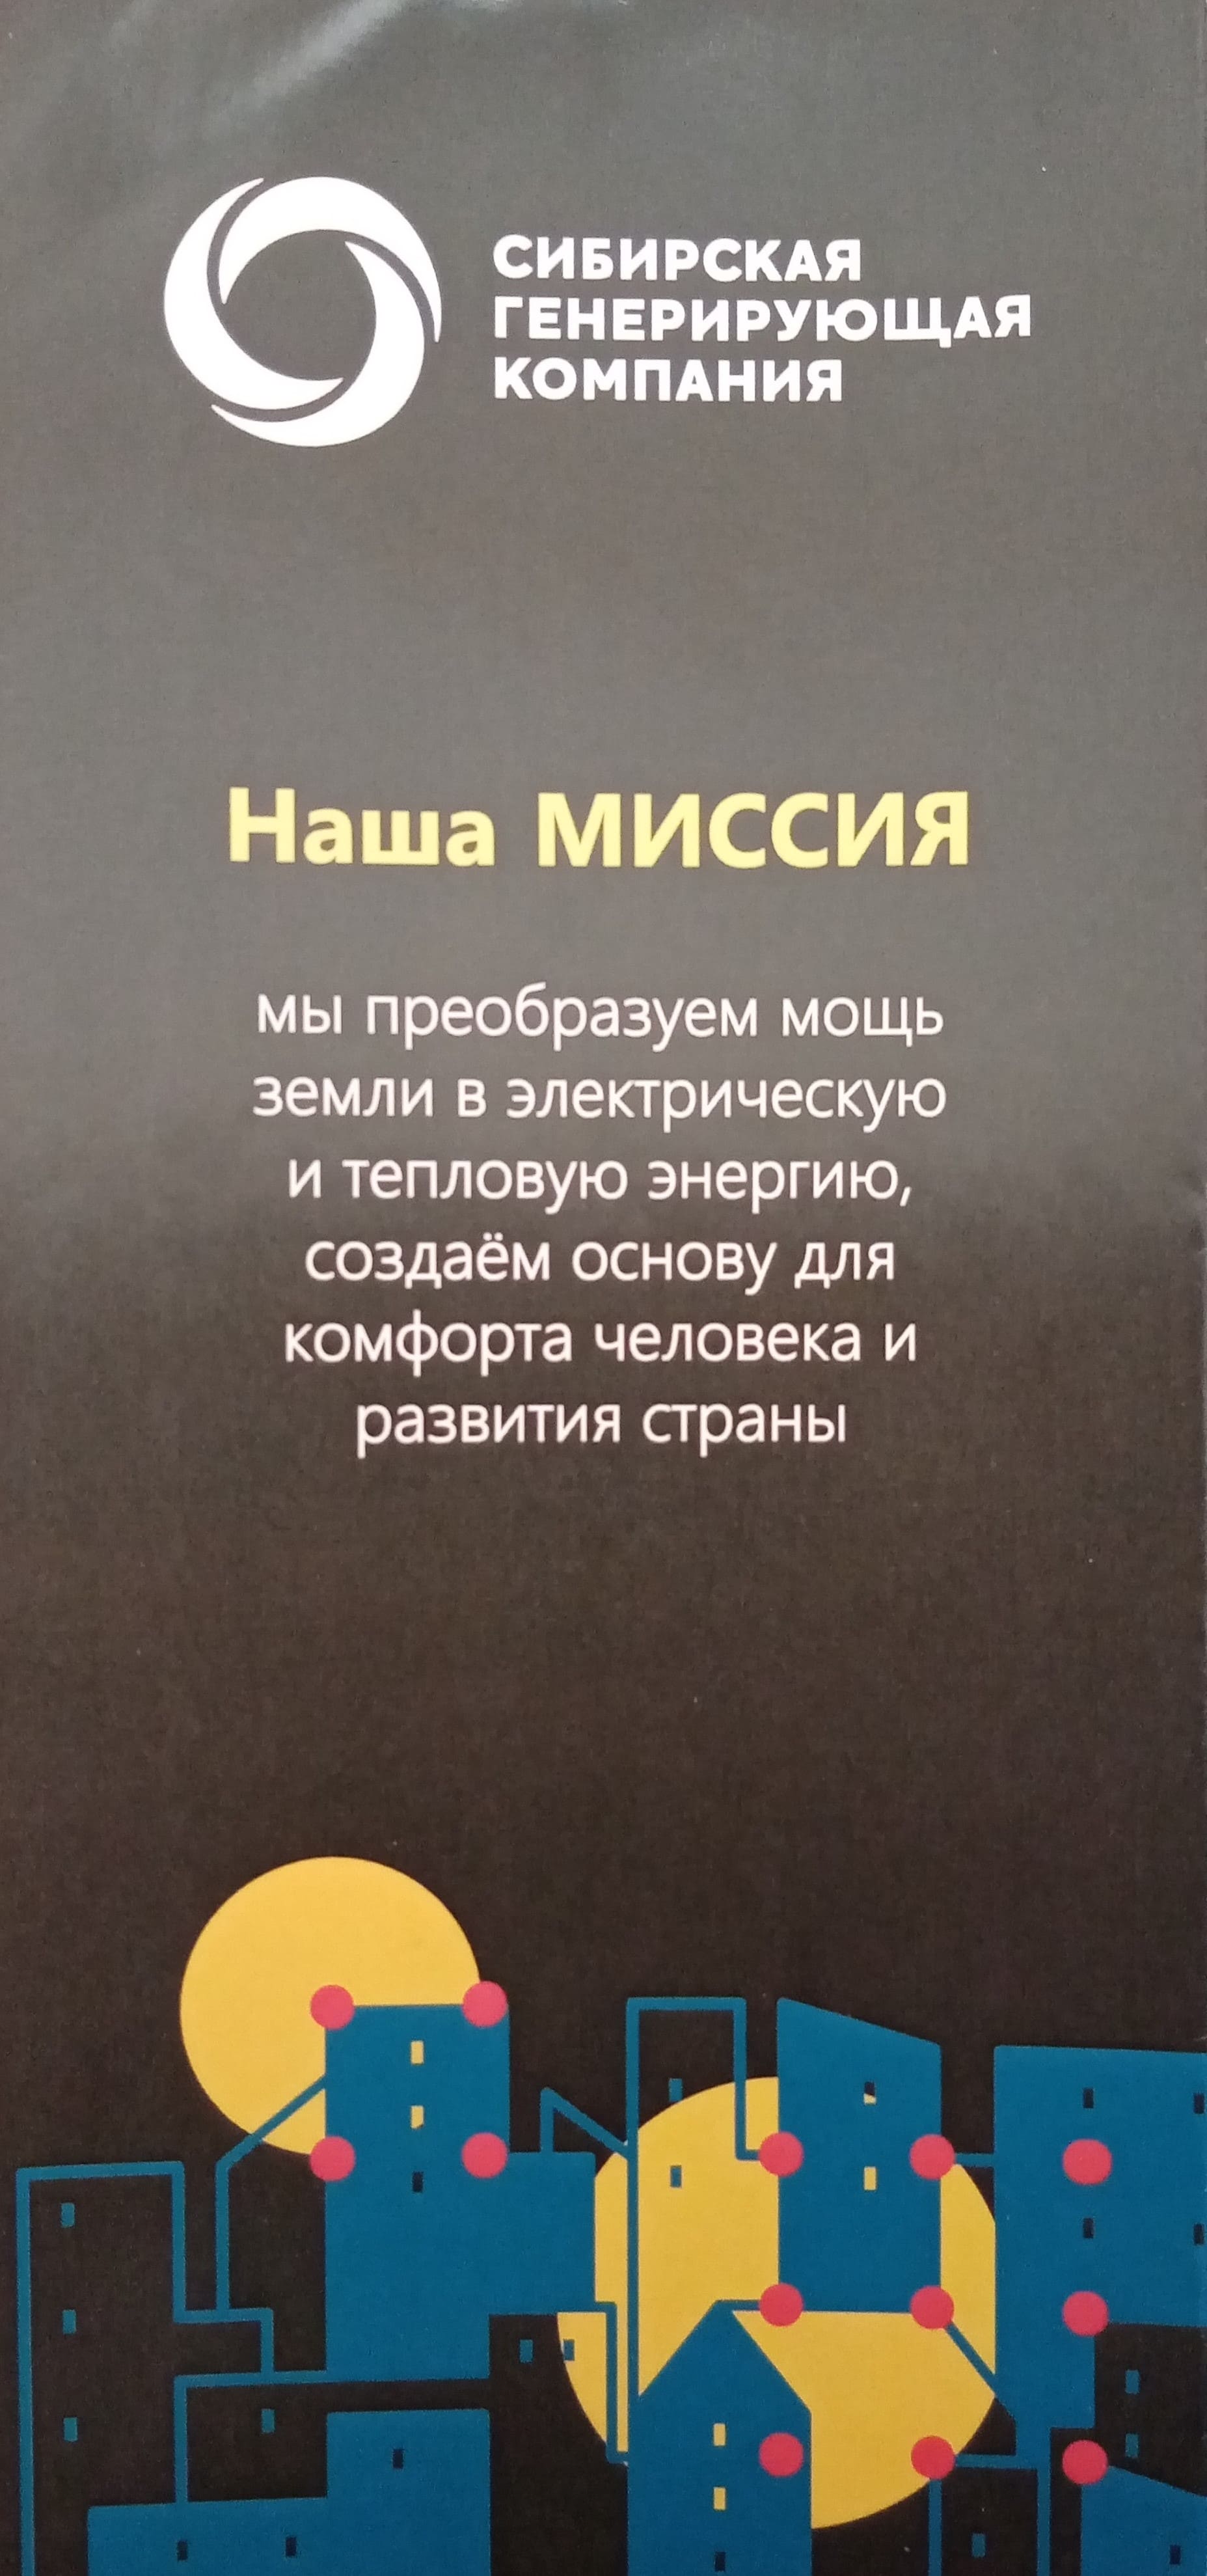 СИБИРСКАЯ
ГЕНЕРИРУЮЩАЯ
КОМПАНИЯ
Наша МИССИЯ
мы преобразуем мощь
земли в электрическую
и тепловую энергию,
создаём основу для
комфорта человека и
развития страны